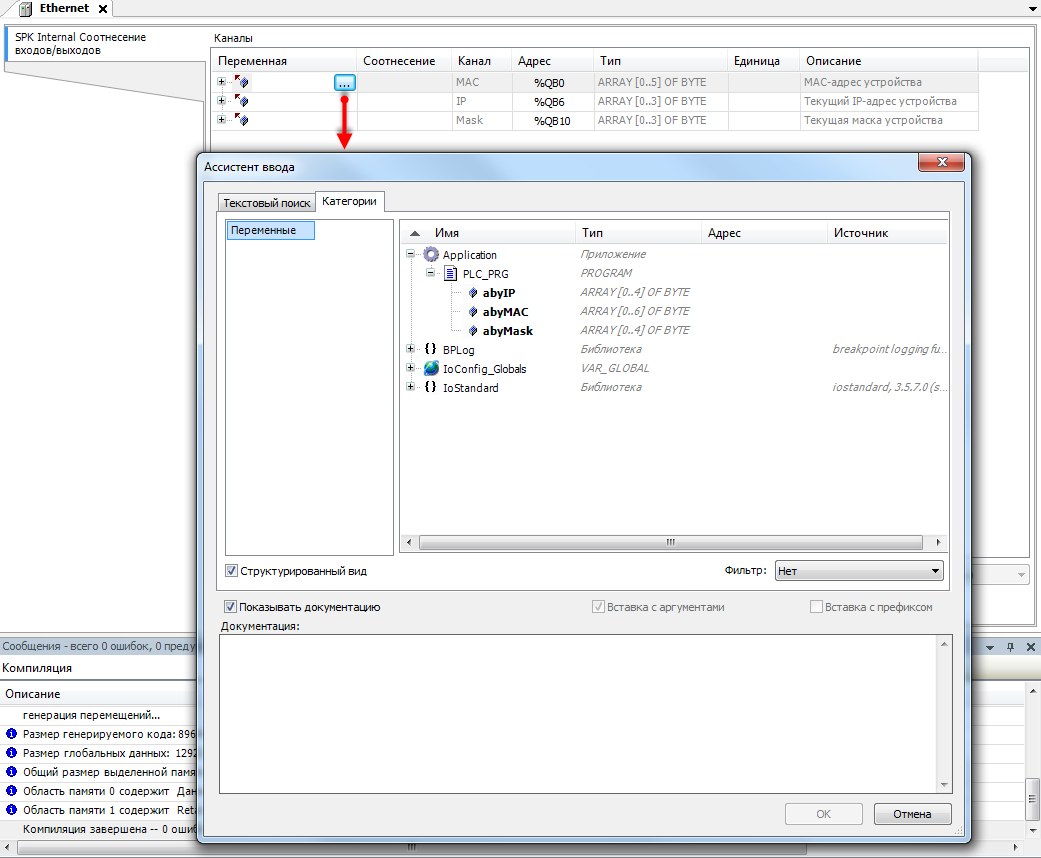 Ethernet
SPK Internal Соотнесение
входов/выходов
Каналы
Переменная Соотнесение Канал Адрес Тип Единица Описание
... MAC %QB0 ARRAY [0..5] OF BYTE MAC-адрес устройства
IP %QB6 ARRAY [0..3] OF BYTE Текущий IP-адрес устройства
Mask %QB10 ARRAY [0..3] OF BYTE Текущая маска устройства
Ассистент ввода
Текстовый поиск Категории
Переменные
Имя Тип Адрес Источник
Application Приложение
PLC_PRG PROGRAM
abyIP ARRAY [0..4] OF BYTE
abyMAC ARRAY [0..6] OF BYTE
abyMask ARRAY [0..4] OF BYTE
BPLog Библиотека breakpoint logging fu...
IoConfig_Globals VAR_GLOBAL
IoStandard Библиотека iostandard, 3.5.7.0 (s...
Структурированный вид
Фильтр: Нет
Показывать документацию Вставка с аргументами Вставка с префиксом
Документация:
OK Отмена
Сообщения - всего 0 ошибок, 0 преду
Компиляция
Описание
генерация перемещений...
Размер генерируемого кода: 896
Размер глобальных данных: 1292
Общий размер выделенной памя
Область памяти 0 содержит Дан
Область памяти 1 содержит Ret
Компиляция завершена -- 0 ошиб